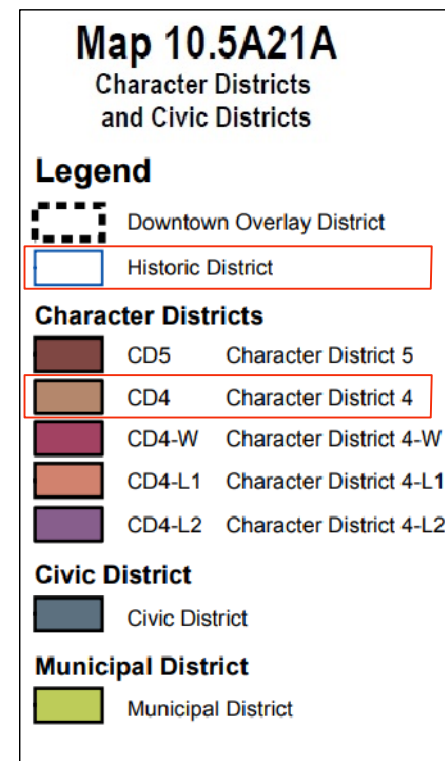 Map 10.5A21A
Character Districts
and Civic Districts
Legend
Downtown Overlay District
Historic District
Character Districts
CD5 Character District 5
CD4 Character District 4
CD4-W Character District 4-W
CD4-L1 Character District 4-L1
CD4-L2 Character District 4-L2
Civic District
Civic District
Municipal District
Municipal District